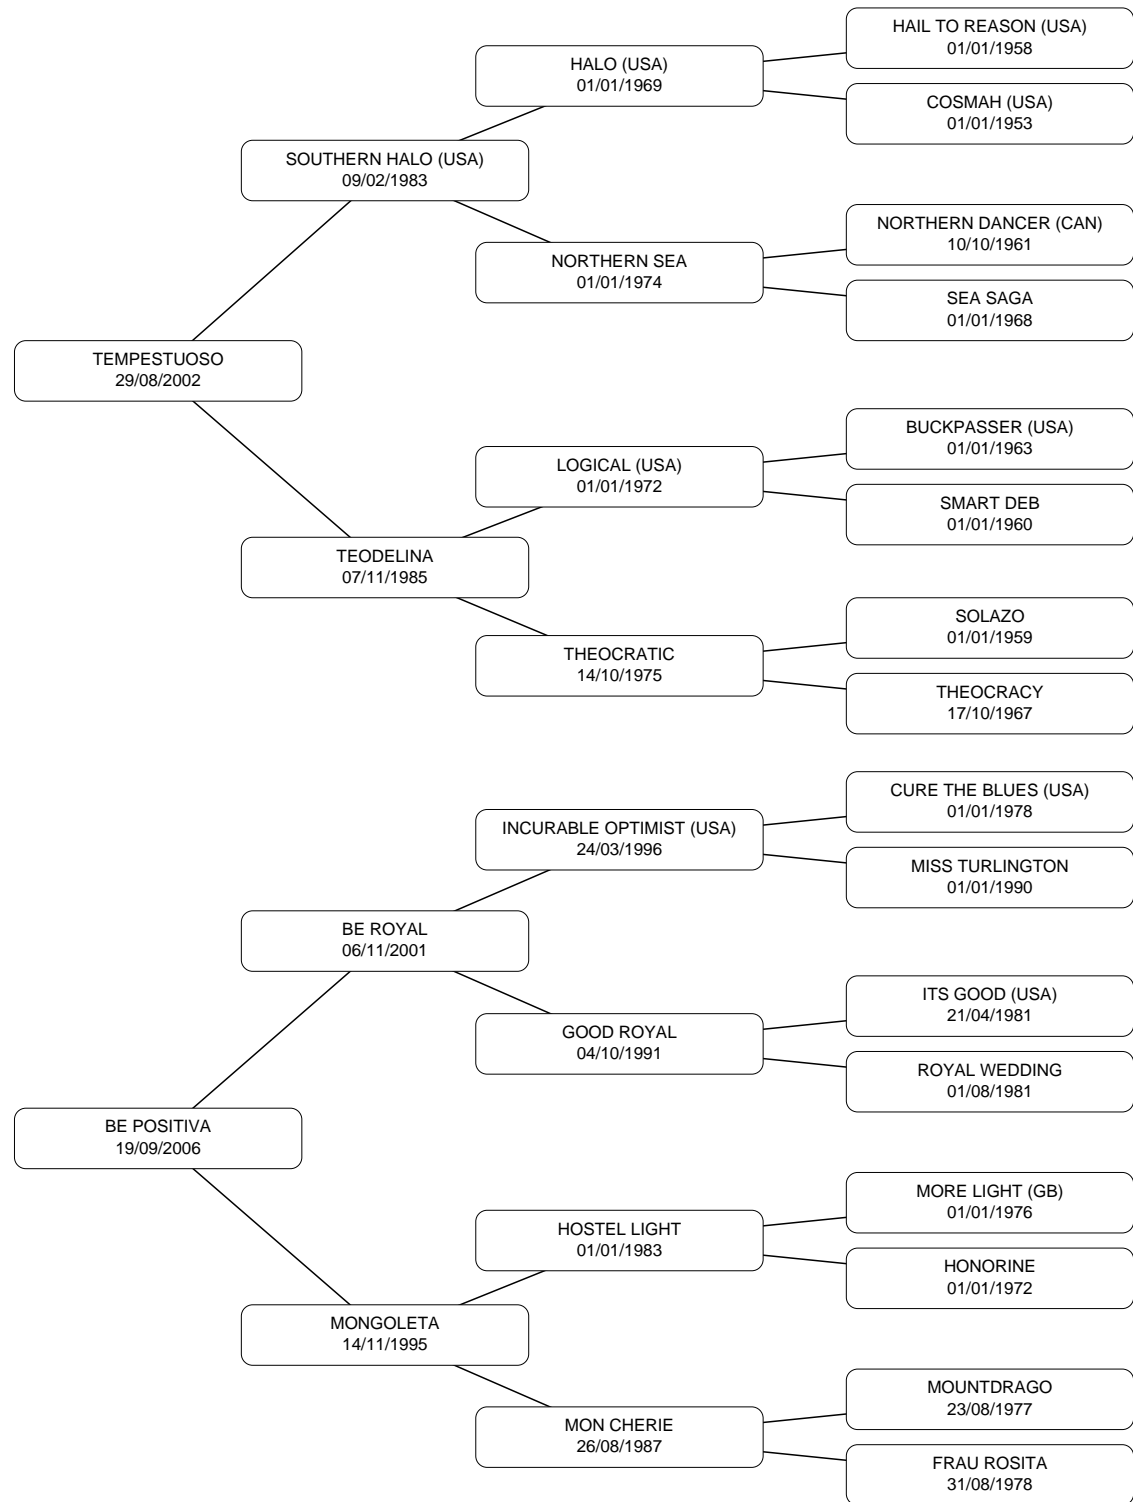 HAIL TO REASON (USA)
01/01/1958
HALO (USA)
01/01/1969
COSMAH (USA)
01/01/1953
SOUTHERN HALO (USA)
09/02/1983
NORTHERN DANCER (CAN)
10/10/1961
NORTHERN SEA
01/01/1974
SEA SAGA
01/01/1968
TEMPESTUOSO
29/08/2002
BUCKPASSER (USA)
01/01/1963
LOGICAL (USA)
01/01/1972
SMART DEB
01/01/1960
TEODELINA
07/11/1985
SOLAZO
01/01/1959
THEOCRATIC
14/10/1975
THEOCRACY
17/10/1967
CURE THE BLUES (USA)
01/01/1978
INCURABLE OPTIMIST (USA)
24/03/1996
MISS TURLINGTON
01/01/1990
BE ROYAL
06/11/2001
ITS GOOD (USA)
21/04/1981
GOOD ROYAL
04/10/1991
ROYAL WEDDING
01/08/1981
BE POSITIVA
19/09/2006
MORE LIGHT (GB)
01/01/1976
HOSTEL LIGHT
01/01/1983
HONORINE
01/01/1972
MONGOLETA
14/11/1995
MOUNTDRAGO
23/08/1977
MON CHERIE
26/08/1987
FRAU ROSITA
31/08/1978